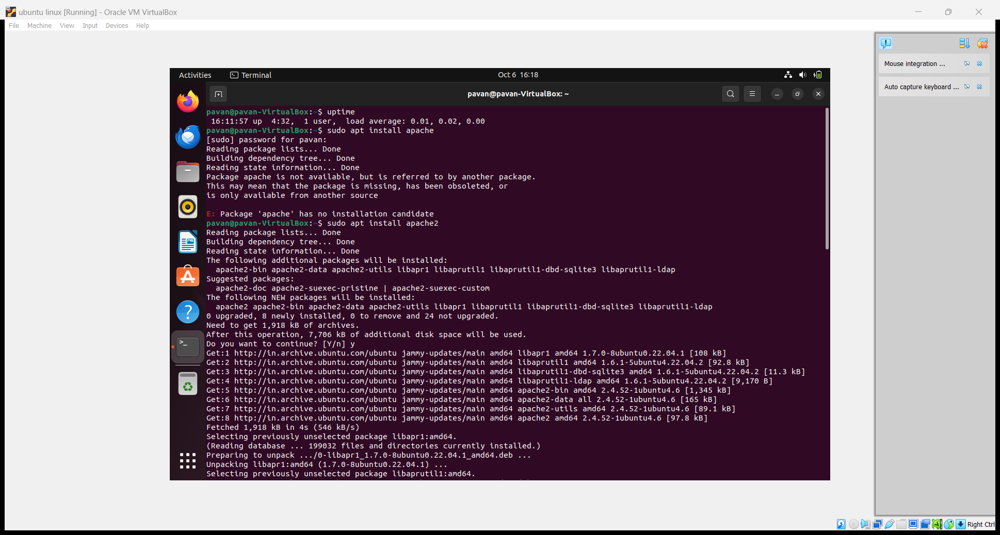 ubuntu linux [Running] - Oracle VM VirtualBox
File Machine View Input Devices Help
Mouse integration ...
Auto capture keyboard ...
Activities Terminal Oct 6 16:18
pavan@pavan-VirtualBox: ~
pavan@pavan-VirtualBox:~$ uptime
16:11:57 up 4:32, 1 user, load average: 0.01, 0.02, 0.00
pavan@pavan-VirtualBox:~$ sudo apt install apache
[sudo] password for pavan:
Reading package lists... Done
Building dependency tree... Done
Reading state information... Done
Package apache is not available, but is referred to by another package.
This may mean that the package is missing, has been obsoleted, or
is only available from another source
E: Package 'apache' has no installation candidate
pavan@pavan-VirtualBox:~$ sudo apt install apache2
Reading package lists... Done
Building dependency tree... Done
Reading state information... Done
The following additional packages will be installed:
apache2-bin apache2-data apache2-utils libapr1 libaprutil1 libaprutil1-dbd-sqlite3 libaprutil1-ldap
Suggested packages:
apache2-doc apache2-suexec-pristine | apache2-suexec-custom
The following NEW packages will be installed:
apache2 apache2-bin apache2-data apache2-utils libapr1 libaprutil1 libaprutil1-dbd-sqlite3 libaprutil1-ldap
0 upgraded, 8 newly installed, 0 to remove and 24 not upgraded.
Need to get 1,918 kB of archives.
After this operation, 7,706 kB of additional disk space will be used.
Do you want to continue? [Y/n] y
Get:1 http://in.archive.ubuntu.com/ubuntu jammy-updates/main amd64 libapr1 amd64 1.7.0-8ubuntu0.22.04.1 [108 kB]
Get:2 http://in.archive.ubuntu.com/ubuntu jammy-updates/main amd64 libaprutil1 amd64 1.6.1-5ubuntu4.22.04.2 [92.8 kB]
Get:3 http://in.archive.ubuntu.com/ubuntu jammy-updates/main amd64 libaprutil1-dbd-sqlite3 amd64 1.6.1-5ubuntu4.22.04.2 [11.3 kB]
Get:4 http://in.archive.ubuntu.com/ubuntu jammy-updates/main amd64 libaprutil1-ldap amd64 1.6.1-5ubuntu4.22.04.2 [9,170 B]
Get:5 http://in.archive.ubuntu.com/ubuntu jammy-updates/main amd64 apache2-bin amd64 2.4.52-1ubuntu4.6 [1,345 kB]
Get:6 http://in.archive.ubuntu.com/ubuntu jammy-updates/main amd64 apache2-data all 2.4.52-1ubuntu4.6 [165 kB]
Get:7 http://in.archive.ubuntu.com/ubuntu jammy-updates/main amd64 apache2-utils amd64 2.4.52-1ubuntu4.6 [89.1 kB]
Get:8 http://in.archive.ubuntu.com/ubuntu jammy-updates/main amd64 apache2 amd64 2.4.52-1ubuntu4.6 [97.8 kB]
Fetched 1,918 kB in 4s (546 kB/s)
Selecting previously unselected package libapr1:amd64.
(Reading database ... 199032 files and directories currently installed.)
Preparing to unpack .../0-libapr1_1.7.0-8ubuntu0.22.04.1_amd64.deb ...
Unpacking libapr1:amd64 (1.7.0-8ubuntu0.22.04.1) ...
Selecting previously unselected package libaprutil1:amd64.
Right Ctrl